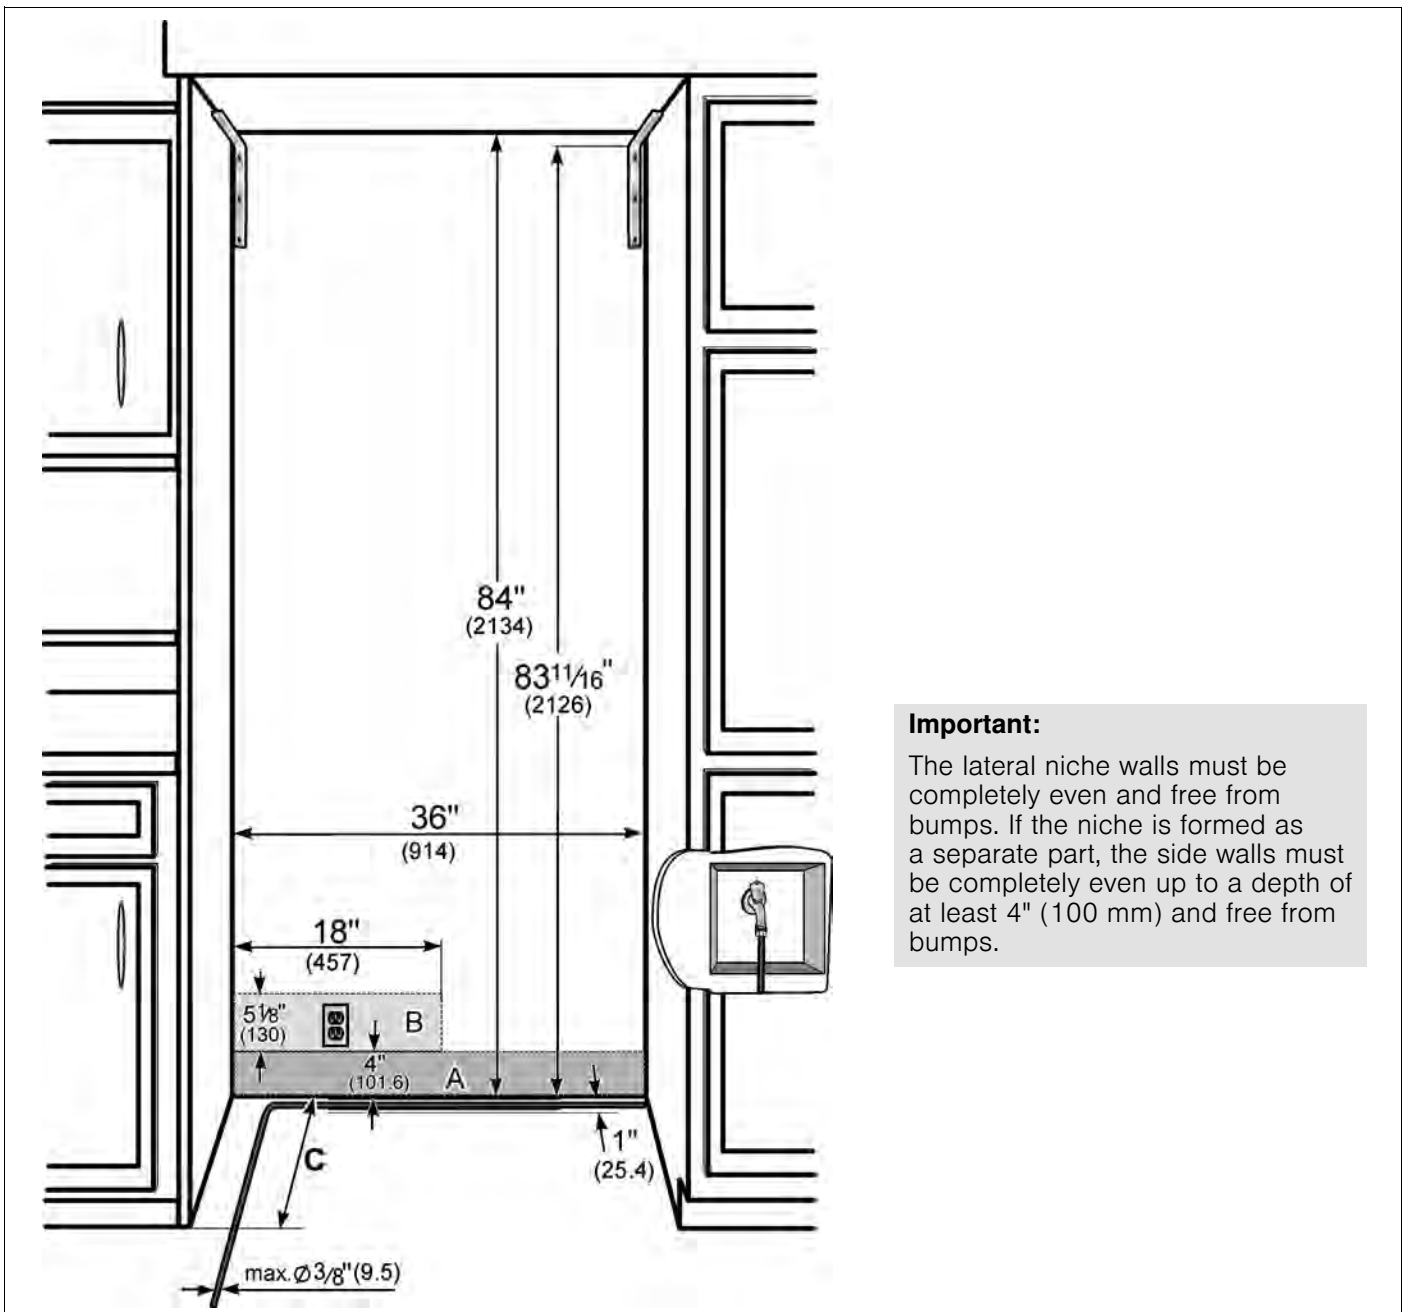 84"
(2134)
83 11/16"
(2126)
36"
(914)
18"
(457)
5 1/8"
(130)
B
4"
(101.6)
A
1"
(25.4)
C
max. Ø 3/8" (9.5)
Important:
The lateral niche walls must be
completely even and free from
bumps. If the niche is formed as
a separate part, the side walls must
be completely even up to a depth of
at least 4" (100 mm) and free from
bumps.